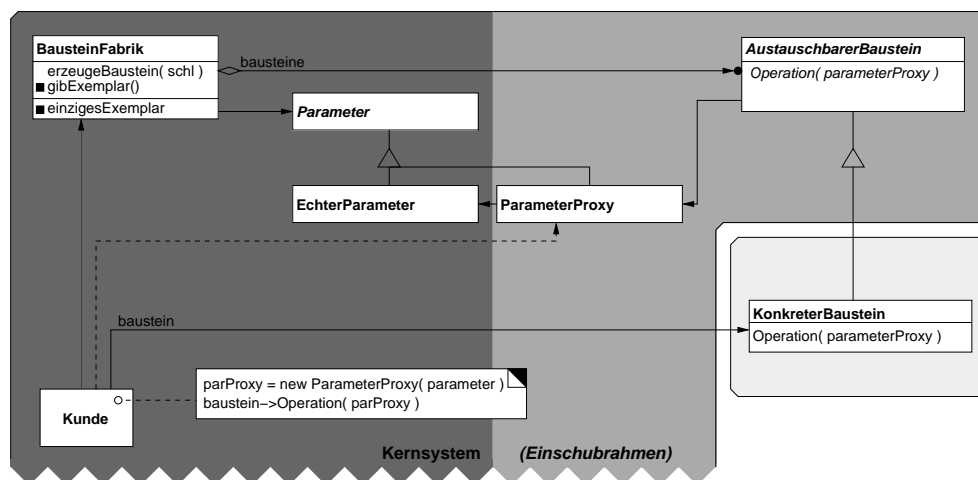 BausteinFabrik
erzeugeBaustein( schl )
gibExemplar()
einzigesExemplar
bausteine
AustauschbarerBaustein
Operation( parameterProxy )
Parameter
EchterParameter
ParameterProxy
baustein
KonkreterBaustein
Operation( parameterProxy )
parProxy = new ParameterProxy( parameter )
baustein−>Operation( parProxy )
Kunde
Kernsystem
(Einschubrahmen)